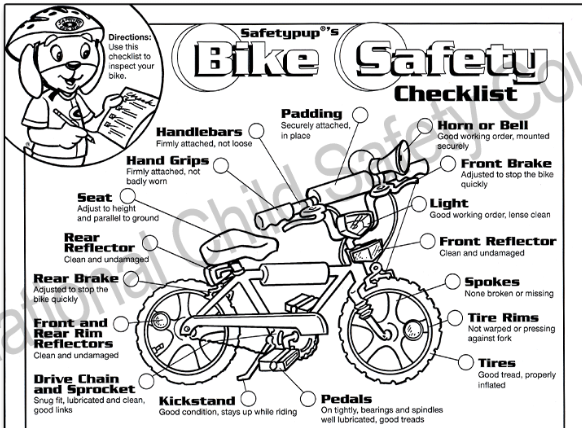 Safetypup®'s
Bike Safety
Checklist
Directions:
Use this
checklist to
inspect your
bike.
Padding
Securely attached,
in place
Horn or Bell
Good working order, mounted
securely
Handlebars
Firmly attached, not loose
Hand Grips
Firmly attached, not
badly worn
Front Brake
Adjusted to stop the bike
quickly
Seat
Adjust to height
and parallel to ground
Light
Good working order, lense clean
Rear
Reflector
Clean and undamaged
Front Reflector
Clean and undamaged
Rear Brake
Adjusted to stop the
bike quickly
Spokes
None broken or missing
Front and
Rear Rim
Reflectors
Clean and undamaged
Tire Rims
Not warped or pressing
against fork
Tires
Good tread, properly
inflated
Drive Chain
and Sprocket
Snug fit, lubricated and clean,
good links
Kickstand
Good condition, stays up while riding
Pedals
On tightly, bearings and spindles
well lubricated, good treads
National Child Safety Cou